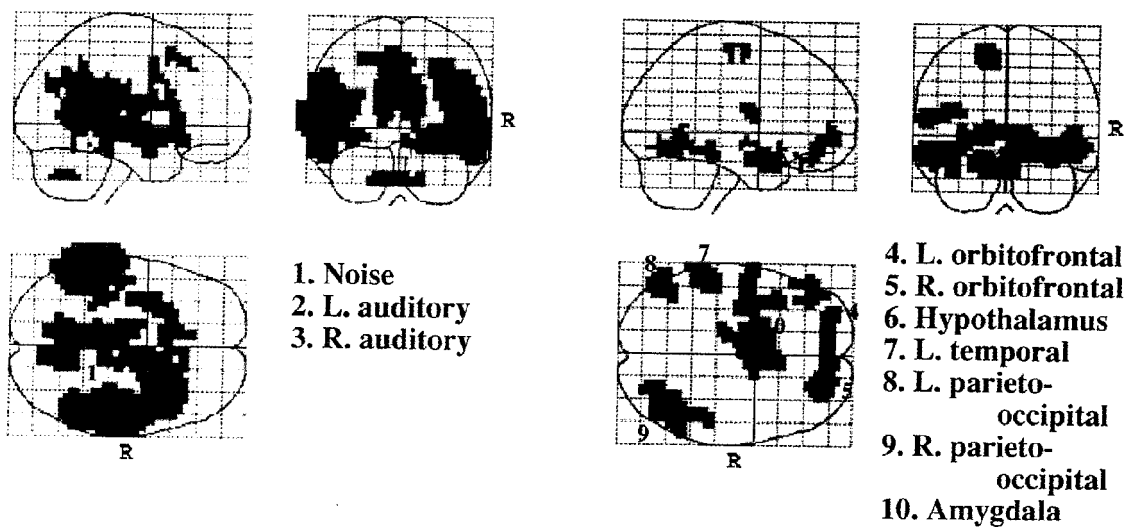 R
R
1. Noise
2. L. auditory
3. R. auditory
1
R
7
8
4
5
9
R
4. L. orbitofrontal
5. R. orbitofrontal
6. Hypothalamus
7. L. temporal
8. L. parieto-
occipital
9. R. parieto-
occipital
10. Amygdala